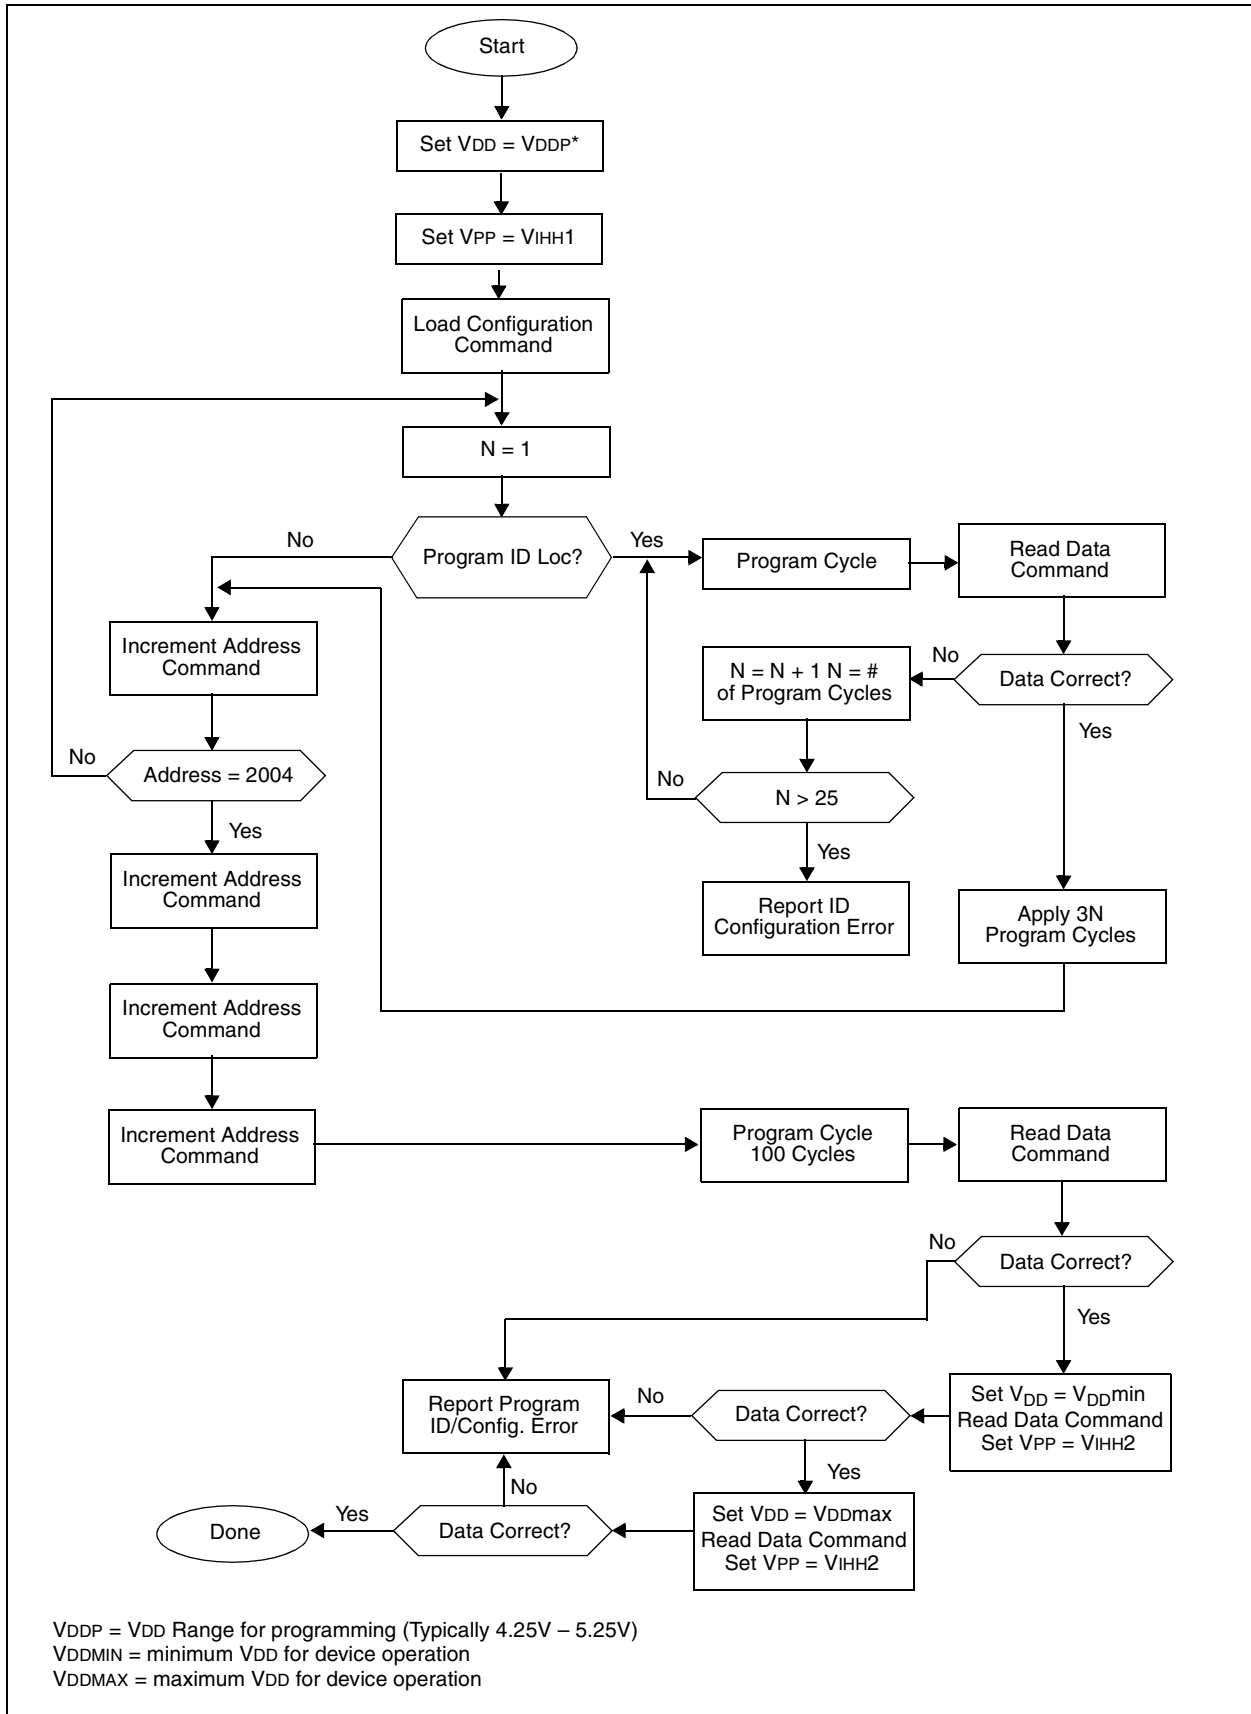 Start
Set VDD = VDDP*
Set VPP = VIHH1
Load Configuration
Command
N = 1
Program ID Loc?
No
Yes
Program Cycle
Read Data
Command
Increment Address
Command
N = N + 1 N = #
of Program Cycles
No
Data Correct?
Yes
No
Address = 2004
Yes
No
N > 25
Yes
Increment Address
Command
Report ID
Configuration Error
Apply 3N
Program Cycles
Increment Address
Command
Increment Address
Command
Program Cycle
100 Cycles
Read Data
Command
No
Data Correct?
Yes
Report Program
ID/Config. Error
No
Data Correct?
Set VDD = VDDmin
Read Data Command
Set VPP = VIHH2
Yes
No
Done
Yes
Data Correct?
Set VDD = VDDmax
Read Data Command
Set VPP = VIHH2
VDDP = VDD Range for programming (Typically 4.25V – 5.25V)
VDDMIN = minimum VDD for device operation
VDDMAX = maximum VDD for device operation